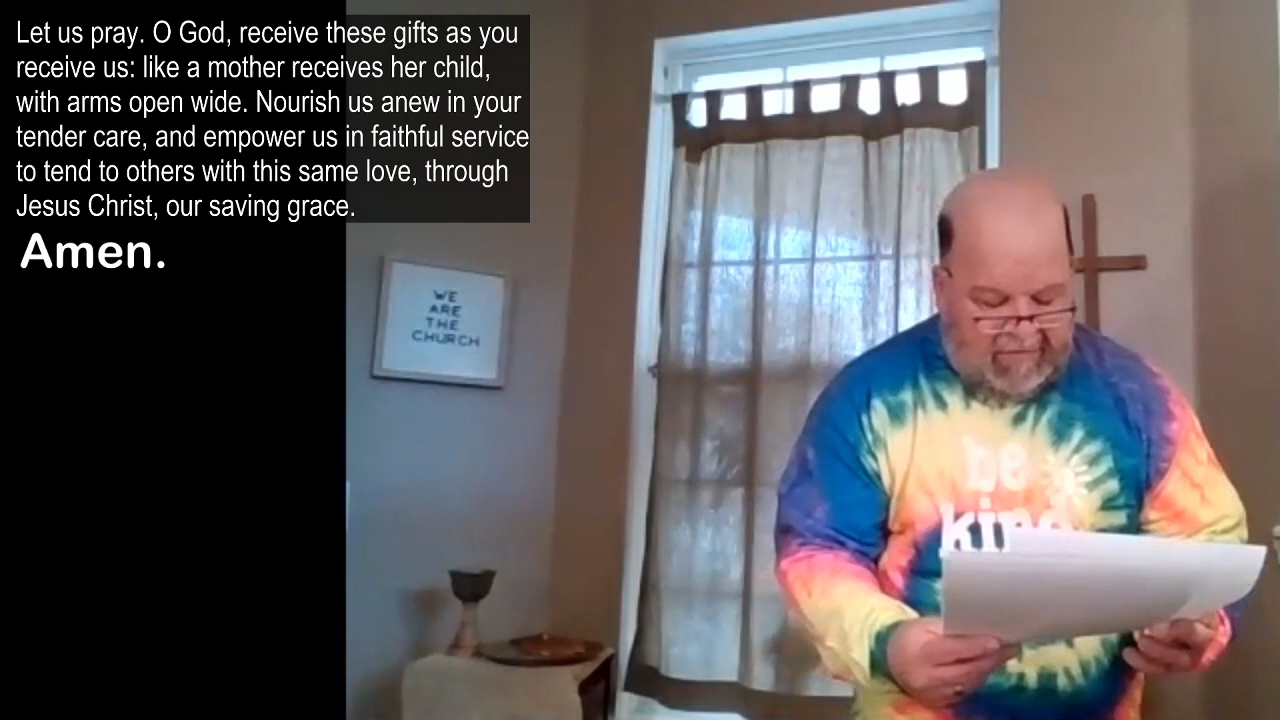 Let us pray. O God, receive these gifts as you
receive us: like a mother receives her child,
with arms open wide. Nourish us anew in your
tender care, and empower us in faithful service
to tend to others with this same love, through
Jesus Christ, our saving grace.
Amen.
WE
ARE
THE
CHURCH
be
kind